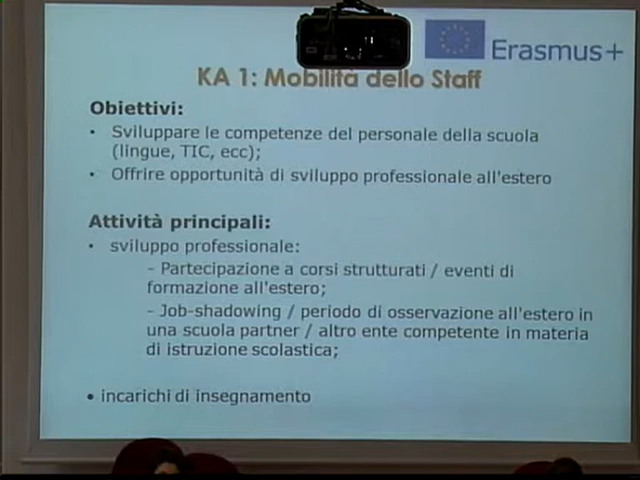 Erasmus+
KA 1: Mobilità dello Staff
Obiettivi:
• Sviluppare le competenze del personale della scuola
(lingue, TIC, ecc);
• Offrire opportunità di sviluppo professionale all'estero
Attività principali:
• sviluppo professionale:
- Partecipazione a corsi strutturati / eventi di
formazione all'estero;
- Job-shadowing / periodo di osservazione all'estero in
una scuola partner / altro ente competente in materia
di istruzione scolastica;
• incarichi di insegnamento